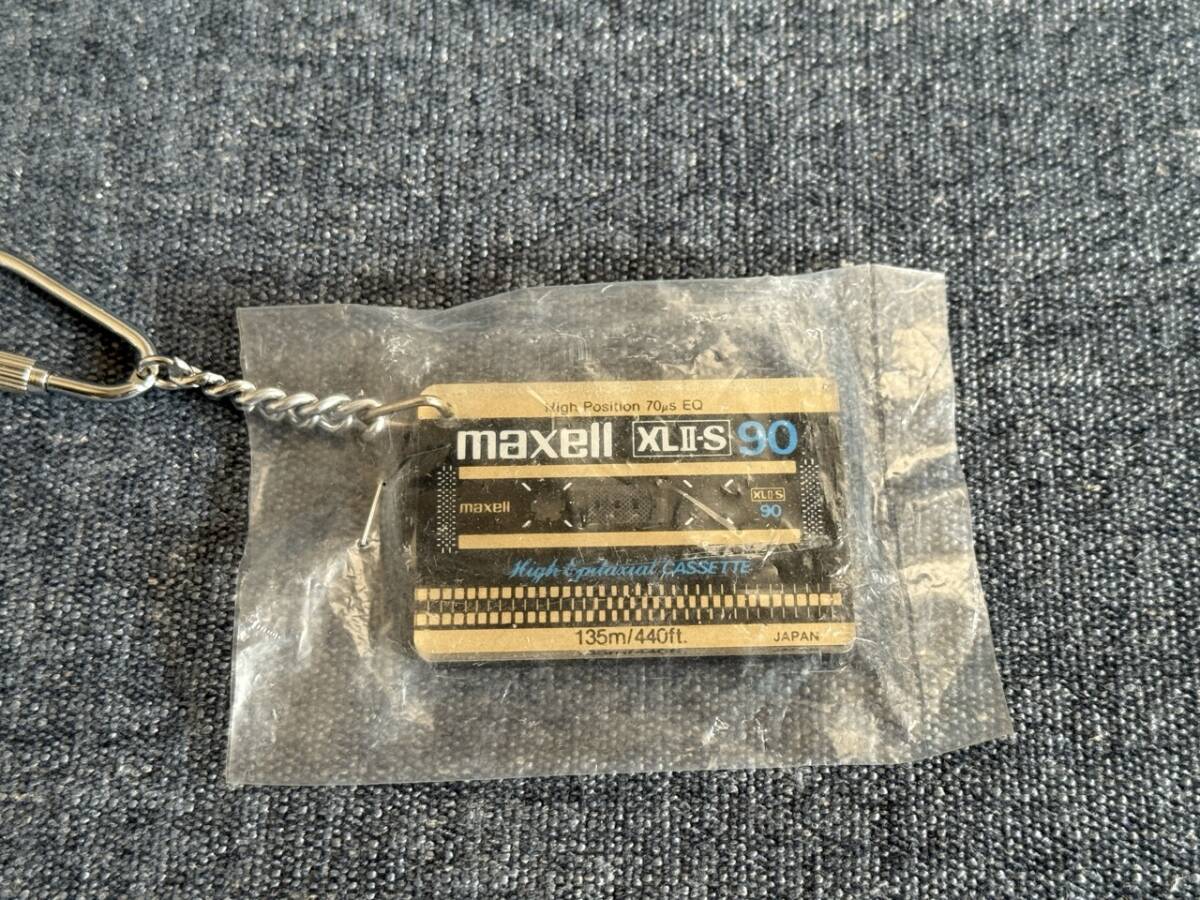 High Position 70µs EQ
maxell XLⅡ-S 90
maxell XLⅡ-S
90
High Epitaxial CASSETTE
135m/440ft. JAPAN